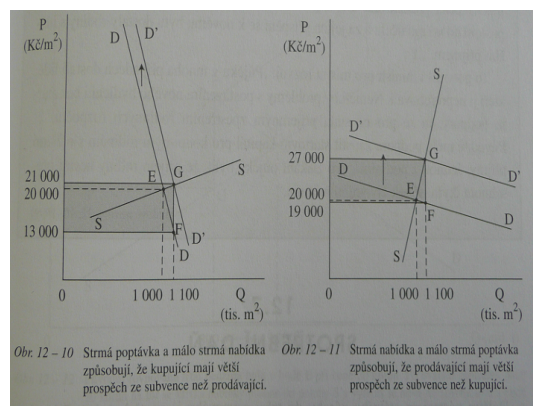 P
(Kč/m²)
D
D'
21 000
20 000
E
G
S
13 000
S
F
D'
D
0
1 000
1 100
Q
(tis. m²)
Obr. 12 – 10 Strmá poptávka a málo strmá nabídka
způsobují, že kupující mají větší
prospěch ze subvence než prodávající.
P
(Kč/m²)
S
D'
27 000
G
D
D'
20 000
E
19 000
F
D
S
0
1 000
1 100
Q
(tis. m²)
Obr. 12 – 11 Strmá nabídka a málo strmá poptávka
způsobují, že prodávající mají větší
prospěch ze subvence než kupující.